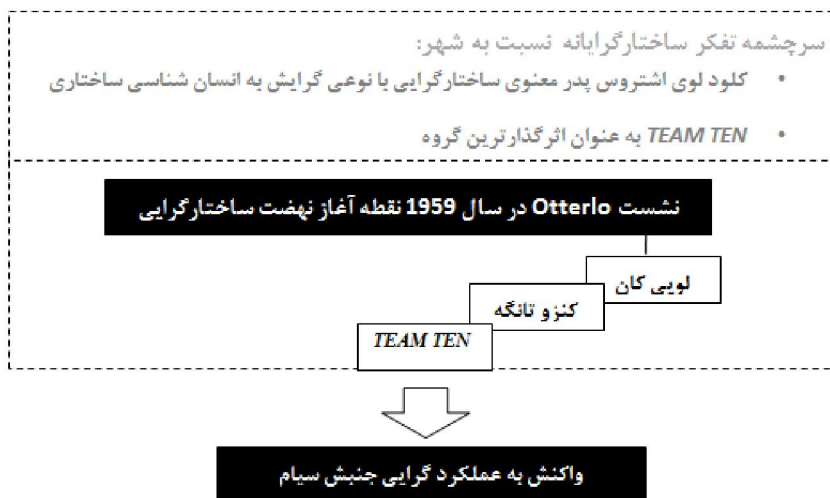 سرچشمه تفکر ساختارگرایانه نسبت به شهر:
• کلود لوی اشتروس پدر معنوی ساختارگرایی با نوعی گرایش به انسان شناسی ساختاری
• TEAM TEN به عنوان اثرگذارترین گروه
نشست Otterlo در سال 1959 نقطه آغاز نهضت ساختارگرایی
لویی کان
کنزو تانگه
TEAM TEN
واکنش به عملکرد گرایی جنبش سیام